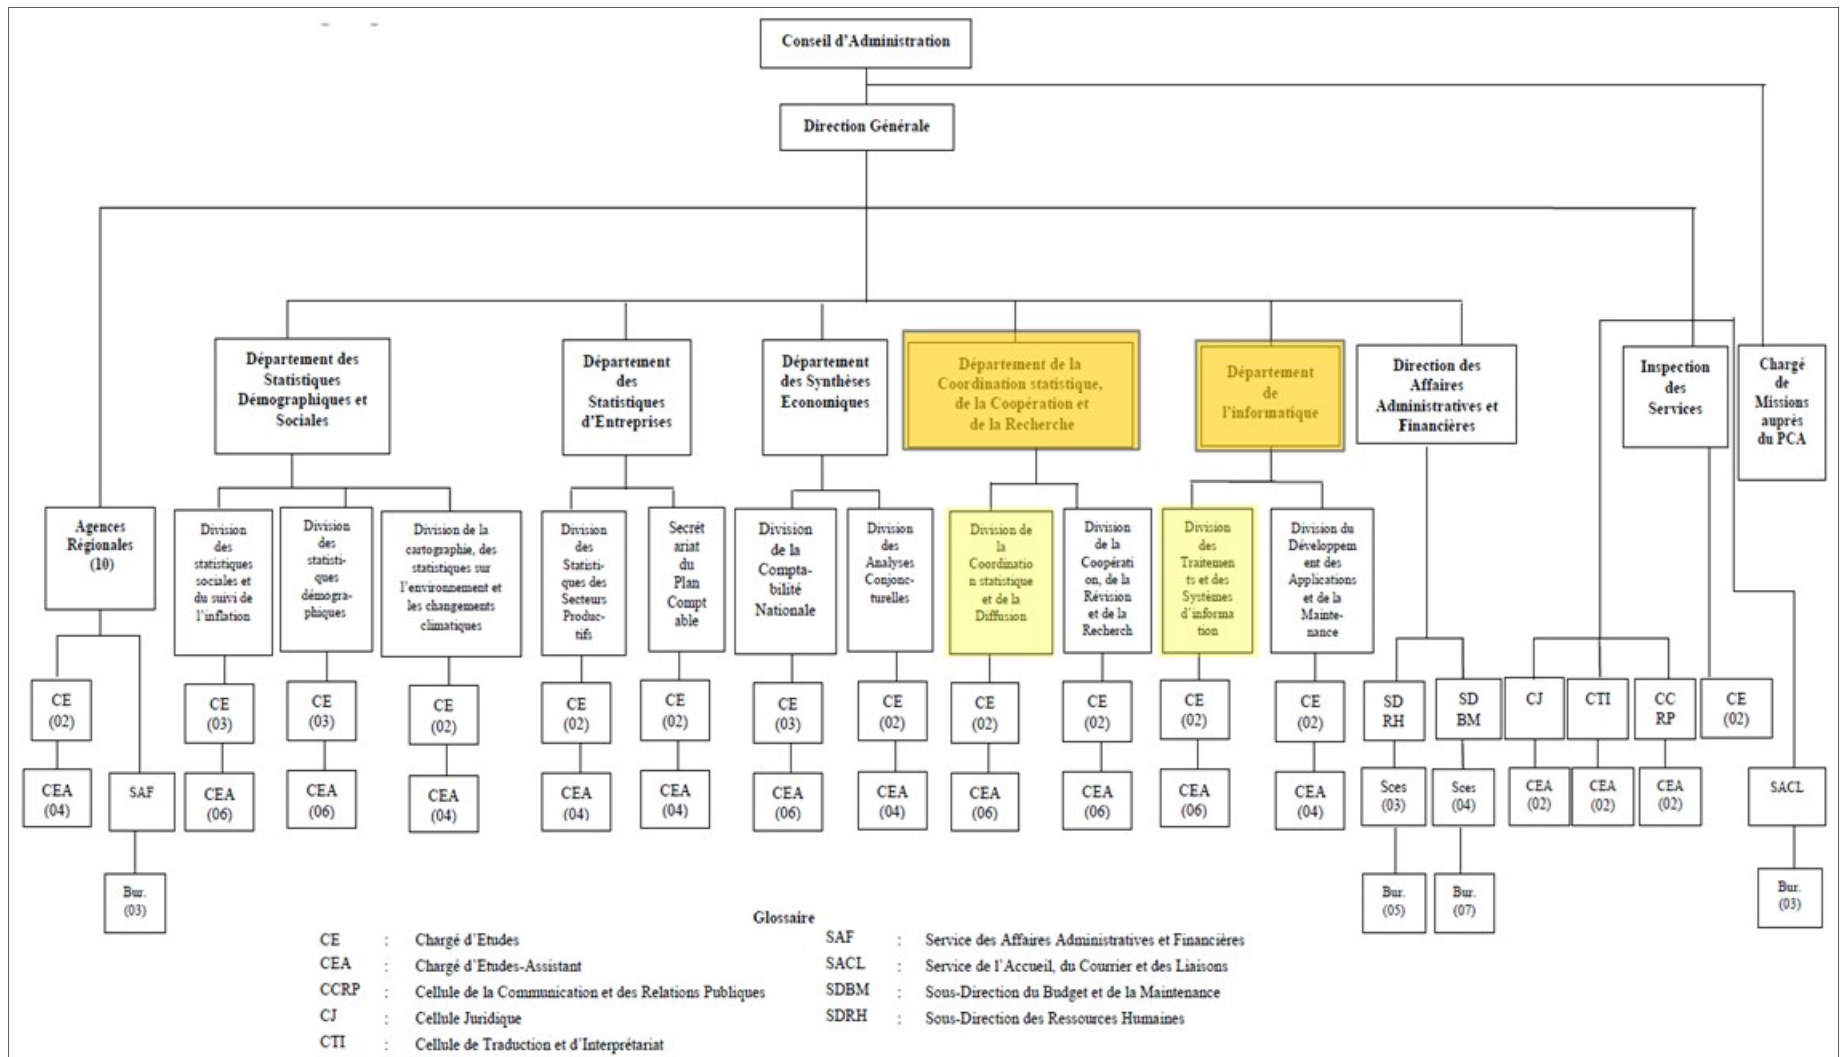 Conseil d'Administration
Direction Générale
Département des
Statistiques
Démographiques et
Sociales
Département
des
Statistiques
d'Entreprises
Département
des Synthèses
Economiques
Département de la
Coordination statistique,
de la Coopération et
de la Recherche
Département
de
l'informatique
Direction des
Affaires
Administratives et
Financières
Inspection
des
Services
Chargé
de
Missions
auprès
du PCA
Agences
Régionales
(10)
Division
des
statistiques
sociales et
du suivi de
l'inflation
Division
des
statisti-
ques
démogra-
phiques
Division de la
cartographie, des
statistiques sur
l'environnement et
les changements
climatiques
Division
des
Statisti-
ques des
Secteurs
Produc-
tifs
Secrét
ariat
du
Plan
Compt
able
Division
de la
Compta-
bilité
Nationale
Division
des
Analyses
Conjonc-
turelles
Division de
la
Coordinatio
n statistique
et de la
Diffusion
Division
de la
Coopérati
on, de la
Révision
et de la
Recherch
Division
des
Traitemen
ts et des
Systèmes
d'informa
tion
Division du
Développem
ent des
Applications
et de la
Mainte-
nance
CE
(02)
CE
(03)
CE
(03)
CE
(02)
CE
(02)
CE
(02)
CE
(03)
CE
(02)
CE
(02)
CE
(02)
CE
(02)
CE
(02)
SD
RH
SD
BM
CJ
CTI
CC
RP
CE
(02)
CEA
(04)
SAF
CEA
(06)
CEA
(06)
CEA
(04)
CEA
(04)
CEA
(04)
CEA
(06)
CEA
(04)
CEA
(06)
CEA
(06)
CEA
(06)
CEA
(04)
Sces
(03)
Sces
(04)
CEA
(02)
CEA
(02)
CEA
(02)
SACL
Bur.
(03)
Bur.
(05)
Bur.
(07)
Bur.
(03)
Glossaire
CE : Chargé d'Etudes
CEA : Chargé d'Etudes-Assistant
CCRP : Cellule de la Communication et des Relations Publiques
CJ : Cellule Juridique
CTI : Cellule de Traduction et d'Interprétariat
SAF : Service des Affaires Administratives et Financières
SACL : Service de l'Accueil, du Courrier et des Liaisons
SDBM : Sous-Direction du Budget et de la Maintenance
SDRH : Sous-Direction des Ressources Humaines